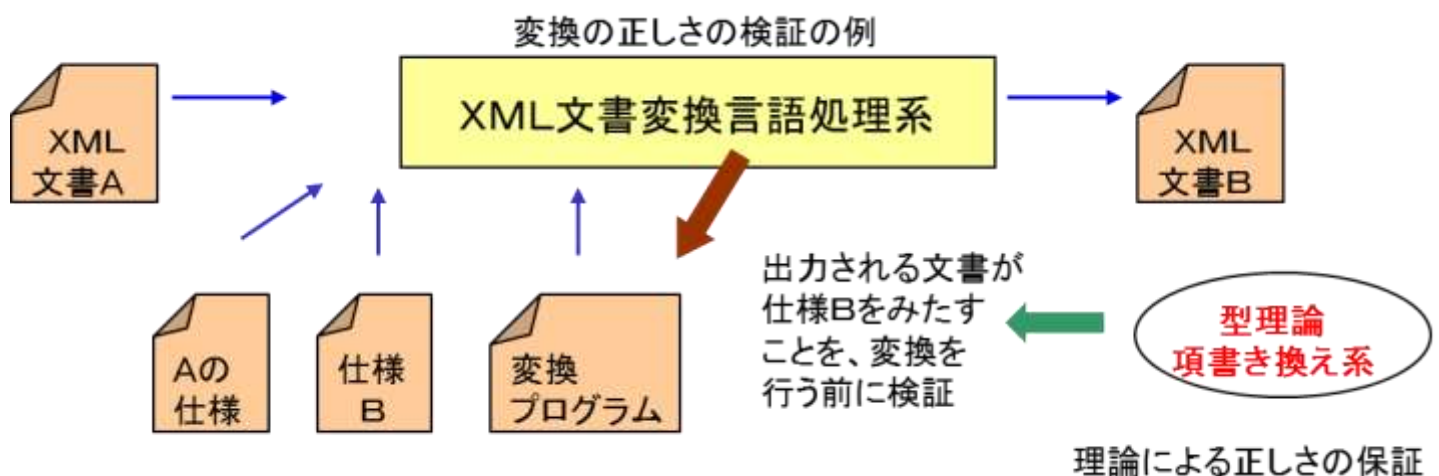 変換の正しさの検証の例
XML文書変換言語処理系
XML
文書A
XML
文書B
Aの
仕様
仕様
B
変換
プログラム
出力される文書が
仕様Bをみたす
ことを、変換を
行う前に検証
型理論
項書き換え系
理論による正しさの保証